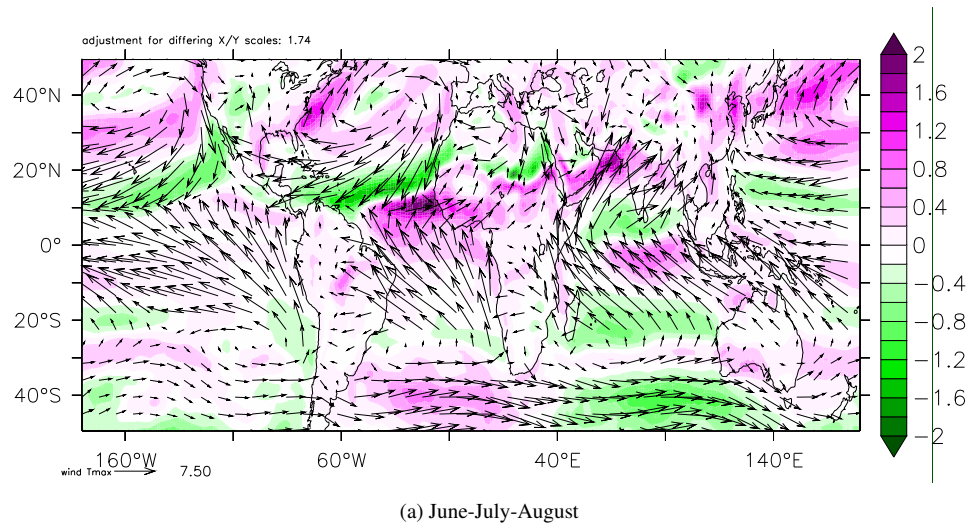 adjustment for differing X/Y scales: 1.74
40°N
20°N
0°
20°S
40°S
160°W
60°W
40°E
140°E
wind Tmax
7.50
2
1.6
1.2
0.8
0.4
0
−0.4
−0.8
−1.2
−1.6
−2
(a) June-July-August